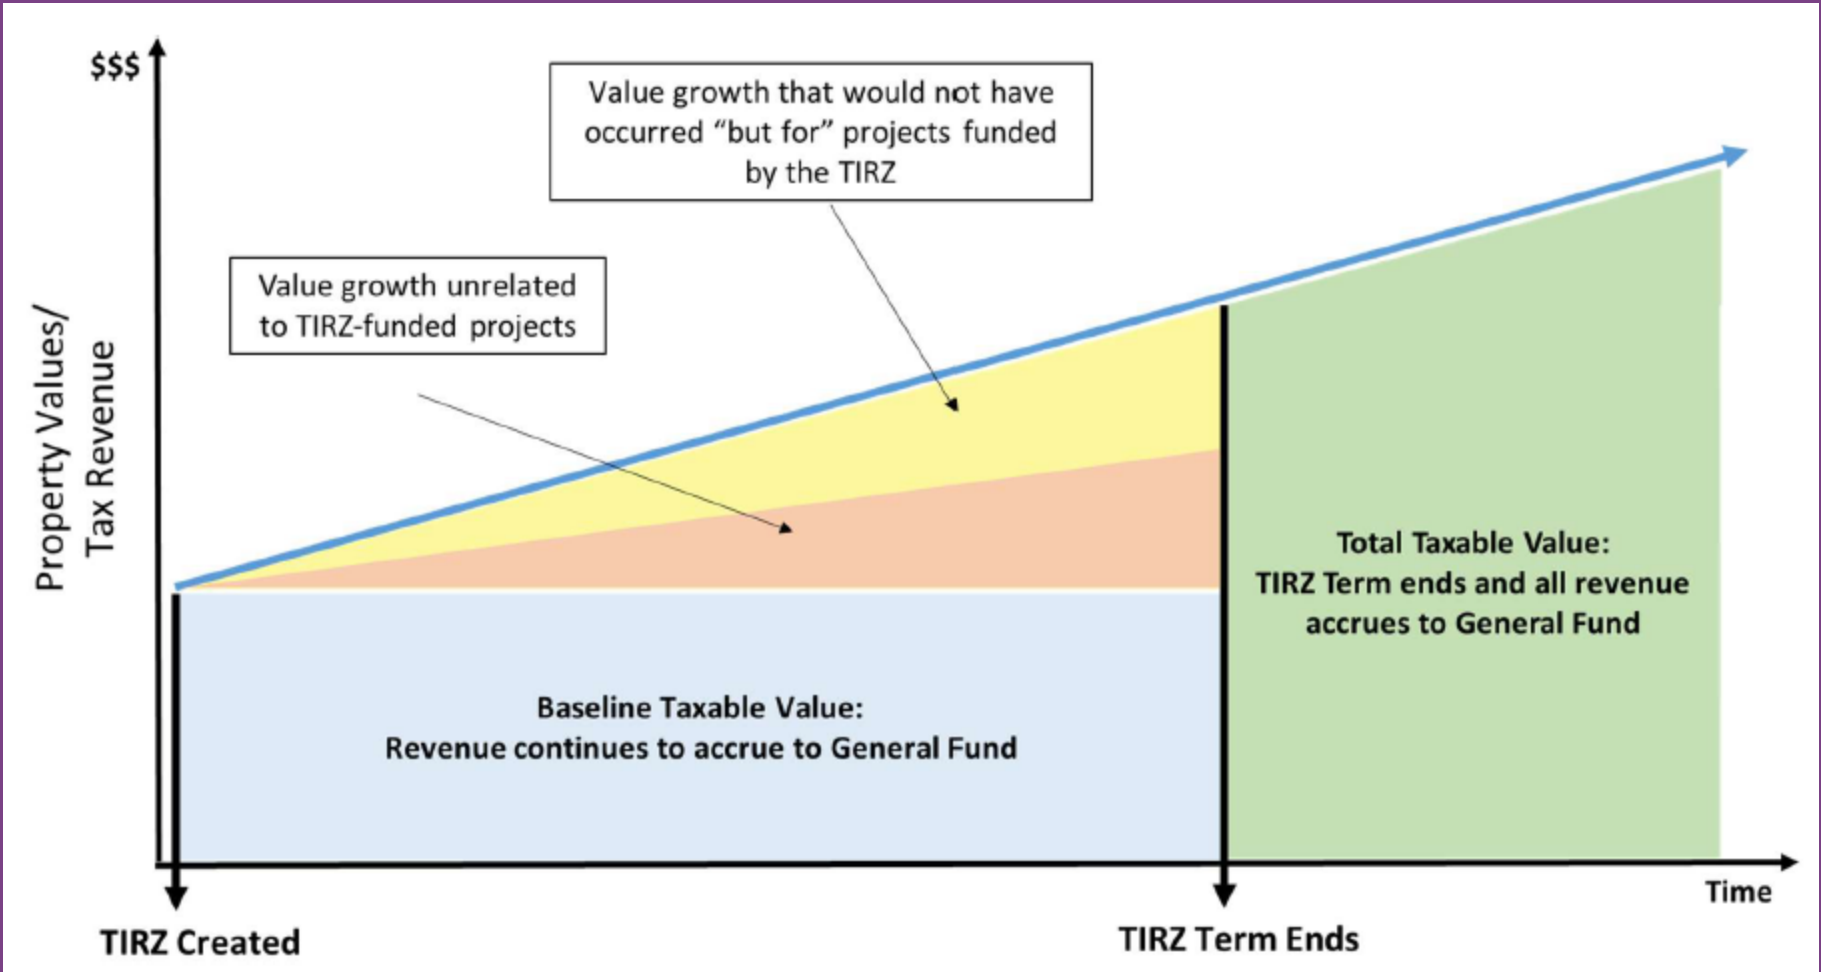 $$$
Value growth that would not have
occurred “but for” projects funded
by the TIRZ
Value growth unrelated
to TIRZ-funded projects
Property Values/
Tax Revenue
Total Taxable Value:
TIRZ Term ends and all revenue
accrues to General Fund
Baseline Taxable Value:
Revenue continues to accrue to General Fund
Time
TIRZ Created
TIRZ Term Ends